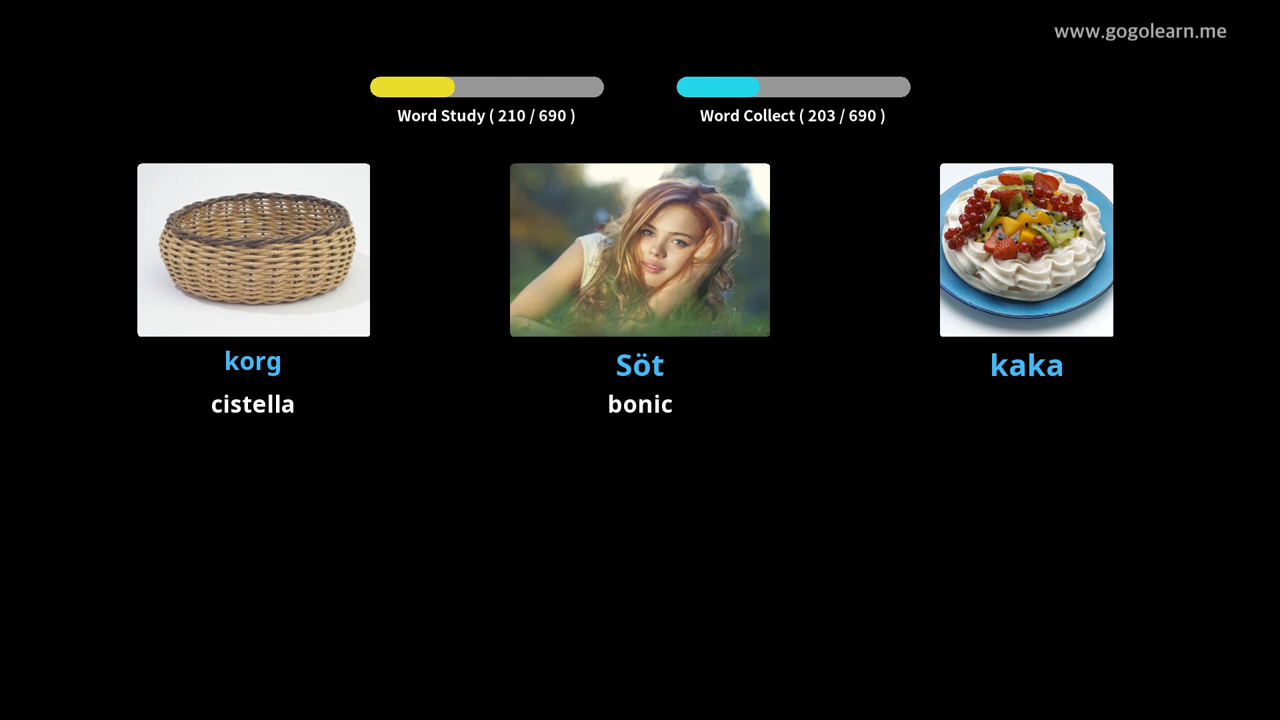 www.gogolearn.me
Word Study ( 210 / 690 )
Word Collect ( 203 / 690 )
korg
Söt
kaka
cistella
bonic